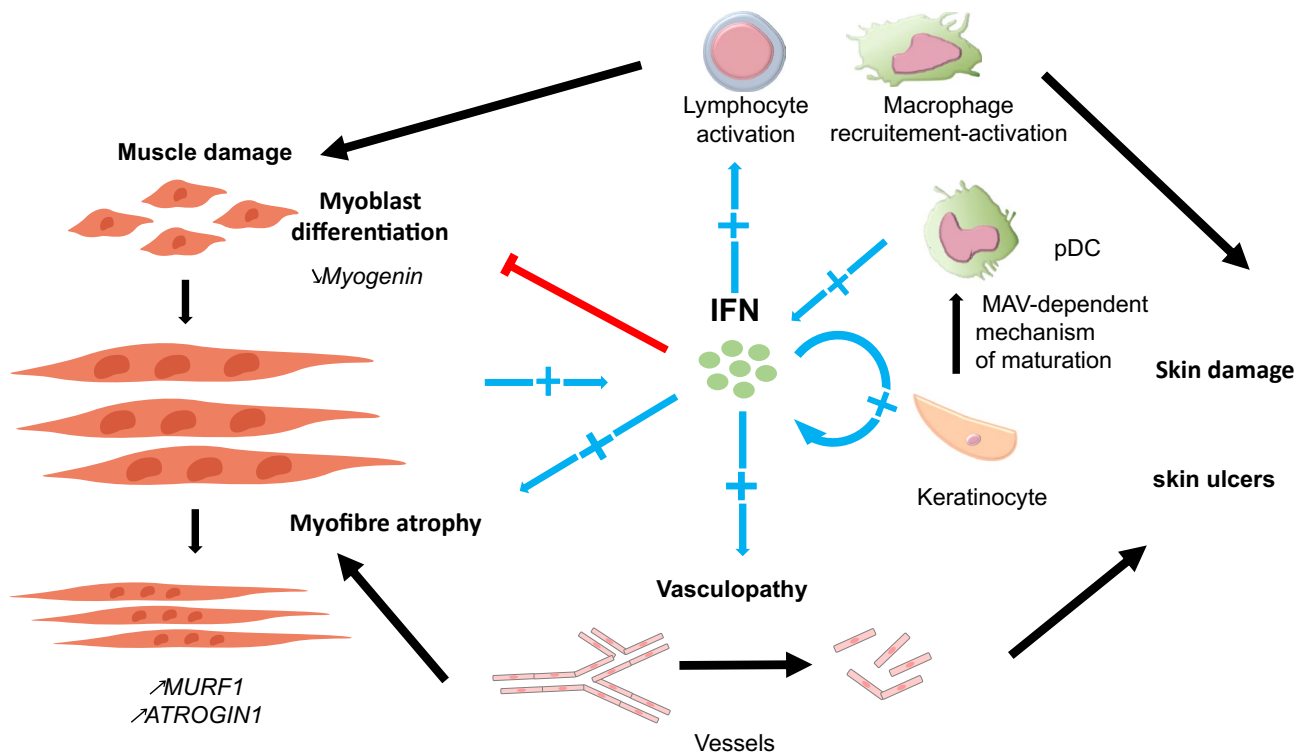 Lymphocyte
activation
Macrophage
recruitement-activation
Muscle damage
Myoblast
differentiation
↘Myogenin
pDC
IFN
MAV-dependent
mechanism
of maturation
Skin damage
Keratinocyte
skin ulcers
Myofibre atrophy
Vasculopathy
↗MURF1
↗ATROGIN1
Vessels